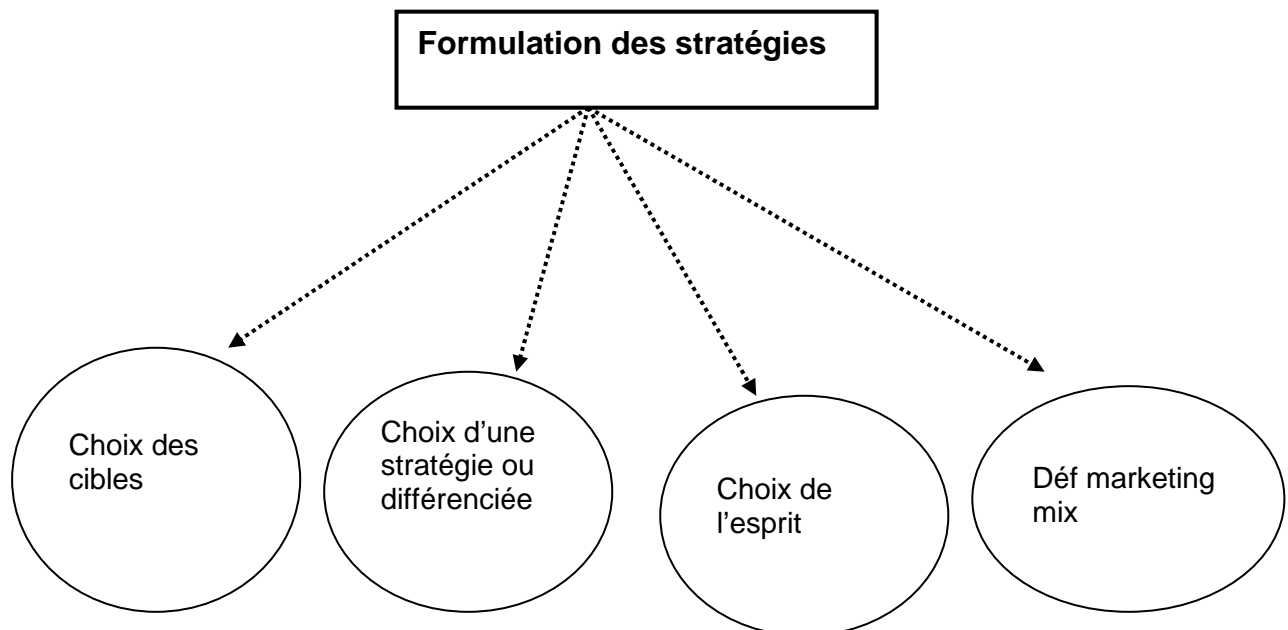 Formulation des stratégies
Choix des
cibles
Choix d’une
stratégie ou
différenciée
Choix de
l’esprit
Déf marketing
mix